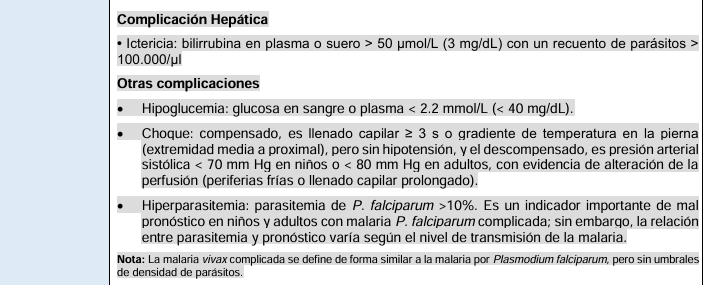 Complicación Hepática
• Ictericia: bilirrubina en plasma o suero > 50 μmol/L (3 mg/dL) con un recuento de parásitos >
100.000/μl
Otras complicaciones
• Hipoglucemia: glucosa en sangre o plasma < 2.2 mmol/L (< 40 mg/dL).
• Choque: compensado, es llenado capilar ≥ 3 s o gradiente de temperatura en la pierna
(extremidad media a proximal), pero sin hipotensión, y el descompensado, es presión arterial
sistólica < 70 mm Hg en niños o < 80 mm Hg en adultos, con evidencia de alteración de la
perfusión (periferias frías o llenado capilar prolongado).
• Hiperparasitemia: parasitemia de P. falciparum >10%. Es un indicador importante de mal
pronóstico en niños y adultos con malaria P. falciparum complicada; sin embargo, la relación
entre parasitemia y pronóstico varía según el nivel de transmisión de la malaria.
Nota: La malaria vivax complicada se define de forma similar a la malaria por Plasmodium falciparum, pero sin umbrales
de densidad de parásitos.